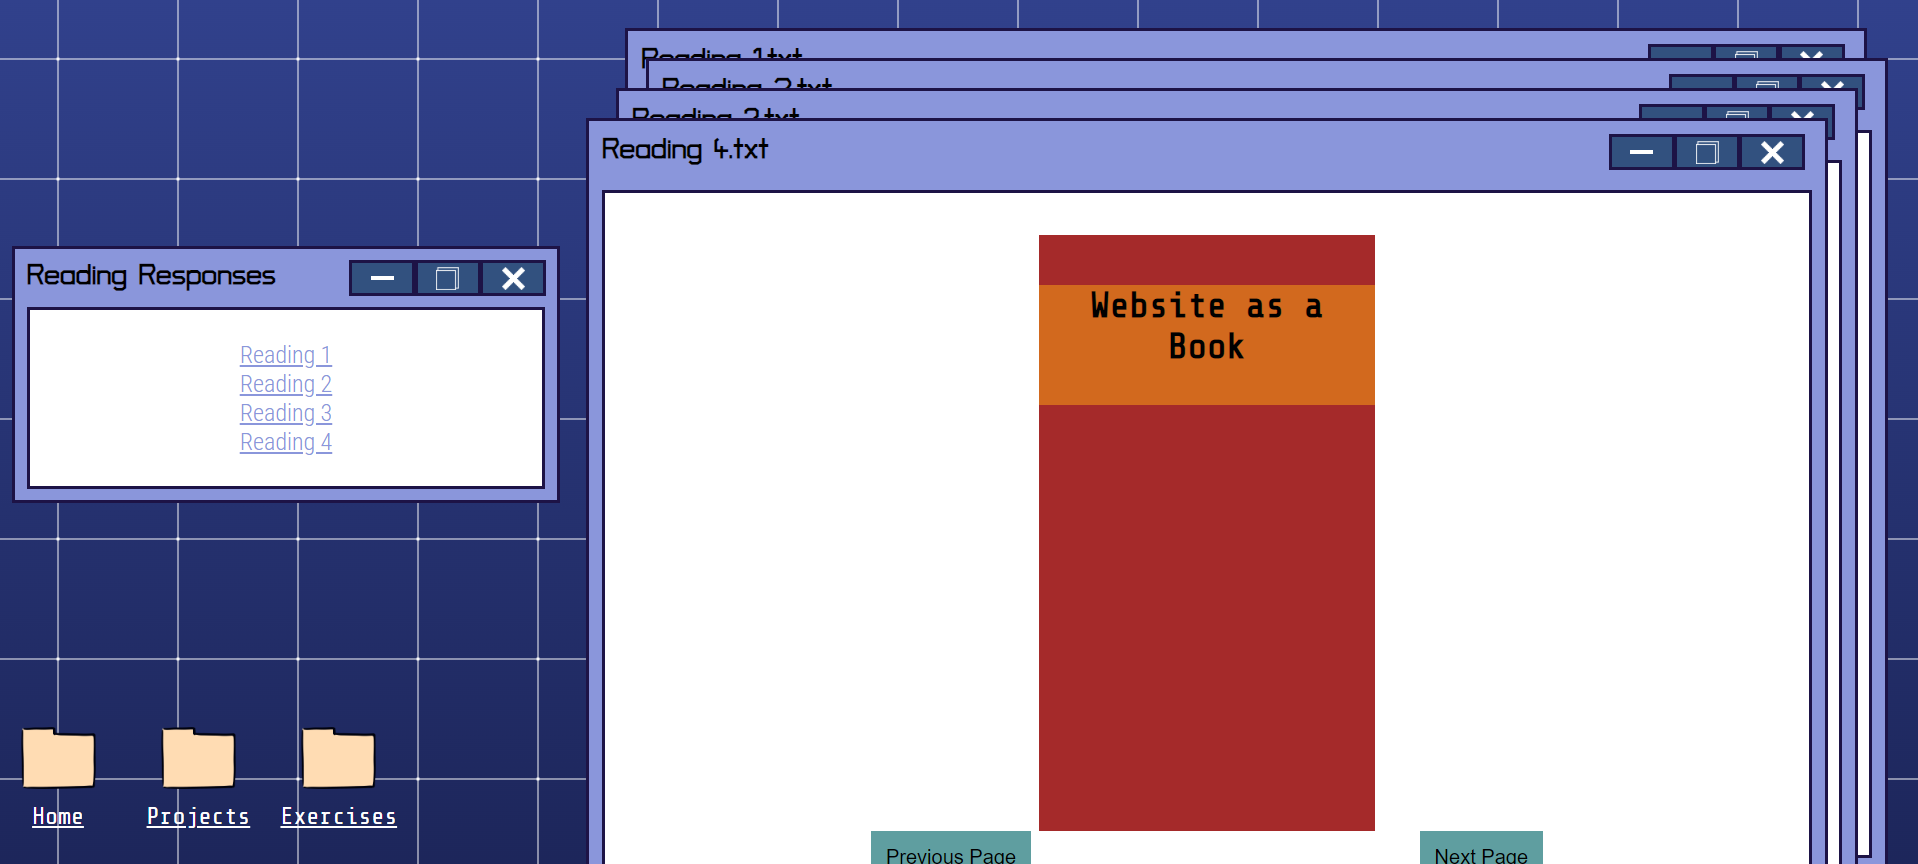 Reading 1.txt
Reading 2.txt
Reading 3.txt
Reading 4.txt
Website as a
Book
Reading Responses
Reading 1
Reading 2
Reading 3
Reading 4
Home
Projects
Exercises
Previous Page
Next Page